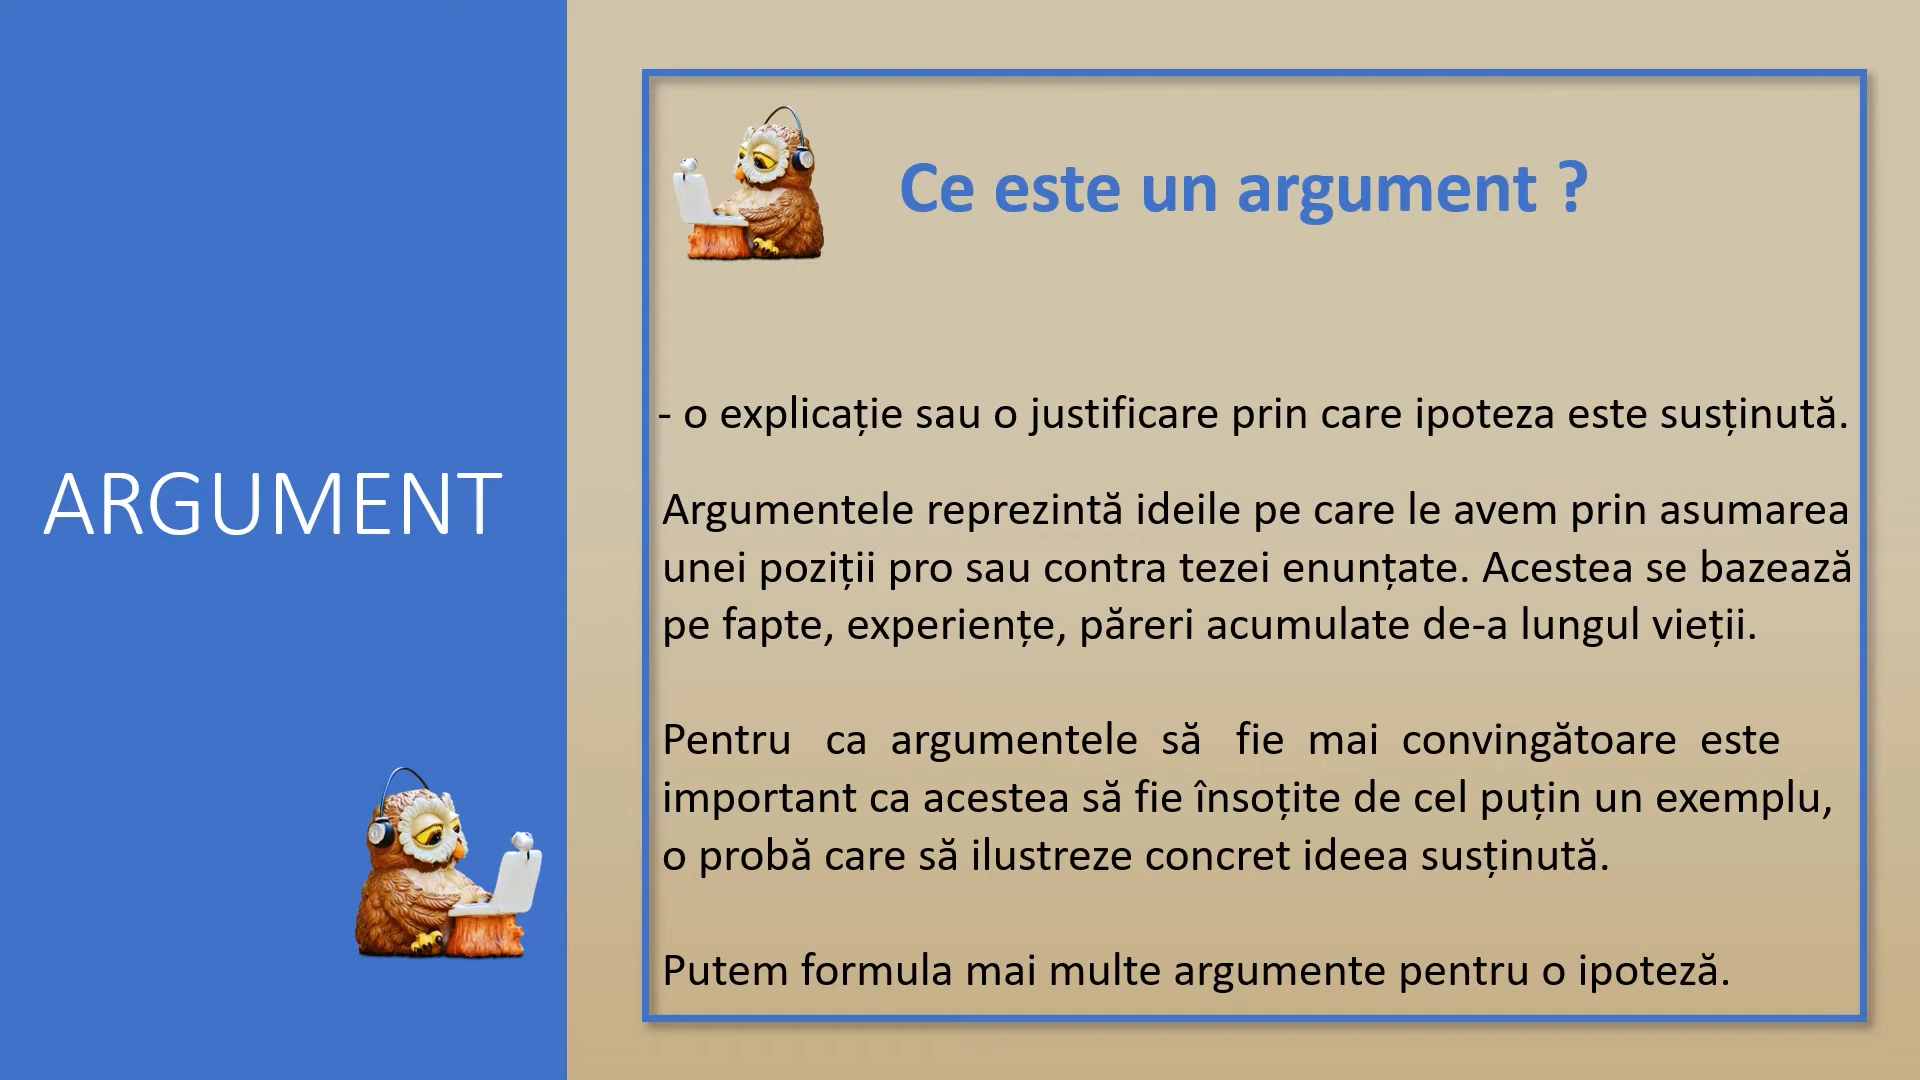 ARGUMENT
Ce este un argument ?
- o explicație sau o justificare prin care ipoteza este susținută.
Argumentele reprezintă ideile pe care le avem prin asumarea
unei poziții pro sau contra tezei enunțate. Acestea se bazează
pe fapte, experiențe, păreri acumulate de-a lungul vieții.
Pentru ca argumentele să fie mai convingătoare este
important ca acestea să fie însoțite de cel puțin un exemplu,
o probă care să ilustreze concret ideea susținută.
Putem formula mai multe argumente pentru o ipoteză.